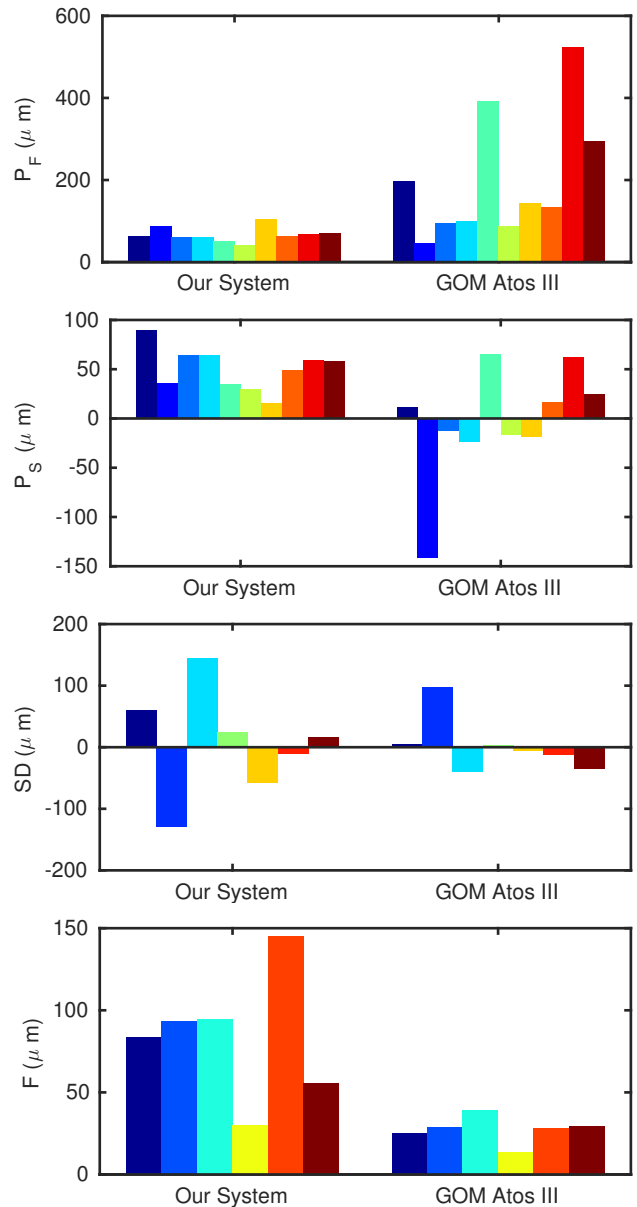 600
400
200
0
P_F (μ m)
Our System GOM Atos III
100
50
0
-50
-100
-150
P_S (μ m)
Our System GOM Atos III
200
100
0
-100
-200
SD (μ m)
Our System GOM Atos III
150
100
50
0
F (μ m)
Our System GOM Atos III